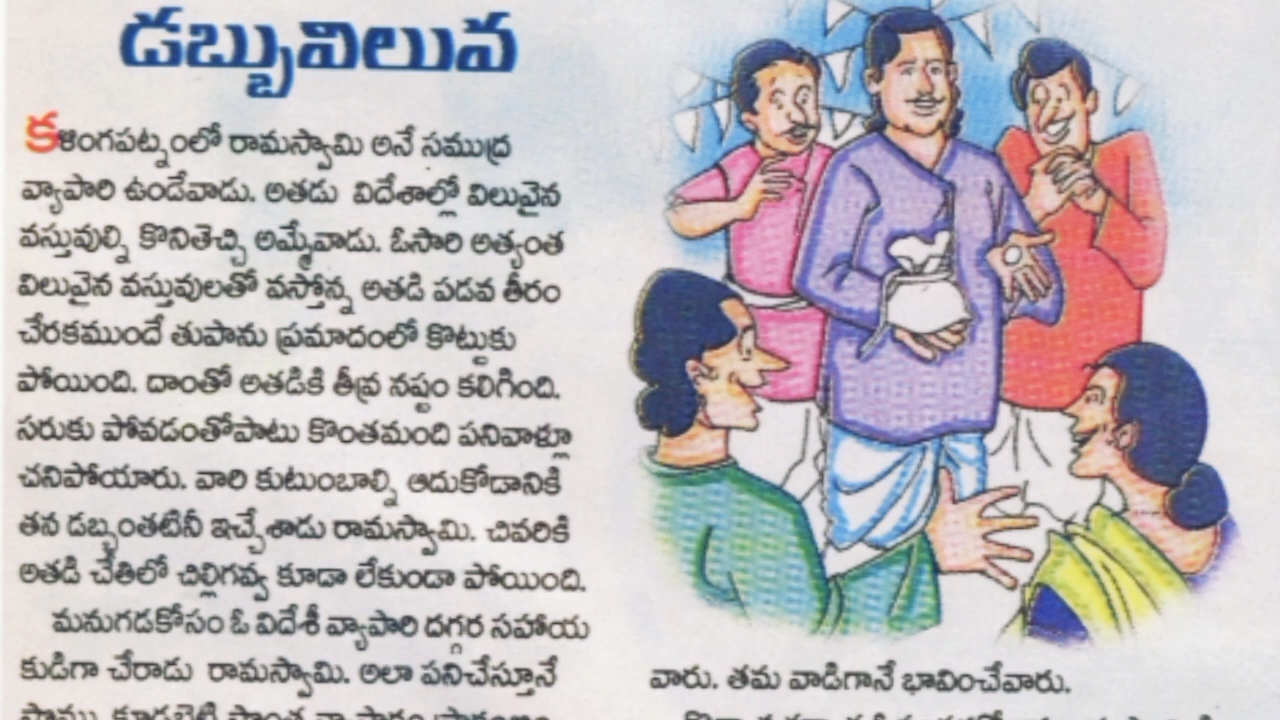 డబ్బువిలువ
కళింగపట్నంలో రామస్వామి అనే సముద్ర
వ్యాపారి ఉండేవాడు. అతడు విదేశాల్లో విలువైన
వస్తువుల్ని కొనితెచ్చి అమ్మేవాడు. ఓసారి అత్యంత
విలువైన వస్తువులతో వస్తోన్న అతడి పడవ తీరం
చేరకముందే తుపాను ప్రమాదంలో కొట్టుకు
పోయింది. దాంతో అతడికి తీవ్ర నష్టం కలిగింది.
సరుకు పోవడంతోపాటు కొంతమంది పనివాళ్లూ
చనిపోయారు. వారి కుటుంబాల్ని ఆదుకోడానికి
తన డబ్బంతటినీ ఇచ్చేశాడు రామస్వామి. చివరికి
అతడి చేతిలో చిల్లిగవ్వ కూడా లేకుండా పోయింది.
మనుగడకోసం ఓ విదేశీ వ్యాపారి దగ్గర సహాయ
కుడిగా చేరాడు రామస్వామి. అలా పనిచేస్తూనే
వారు. తమ వాడిగానే భావించేవారు.